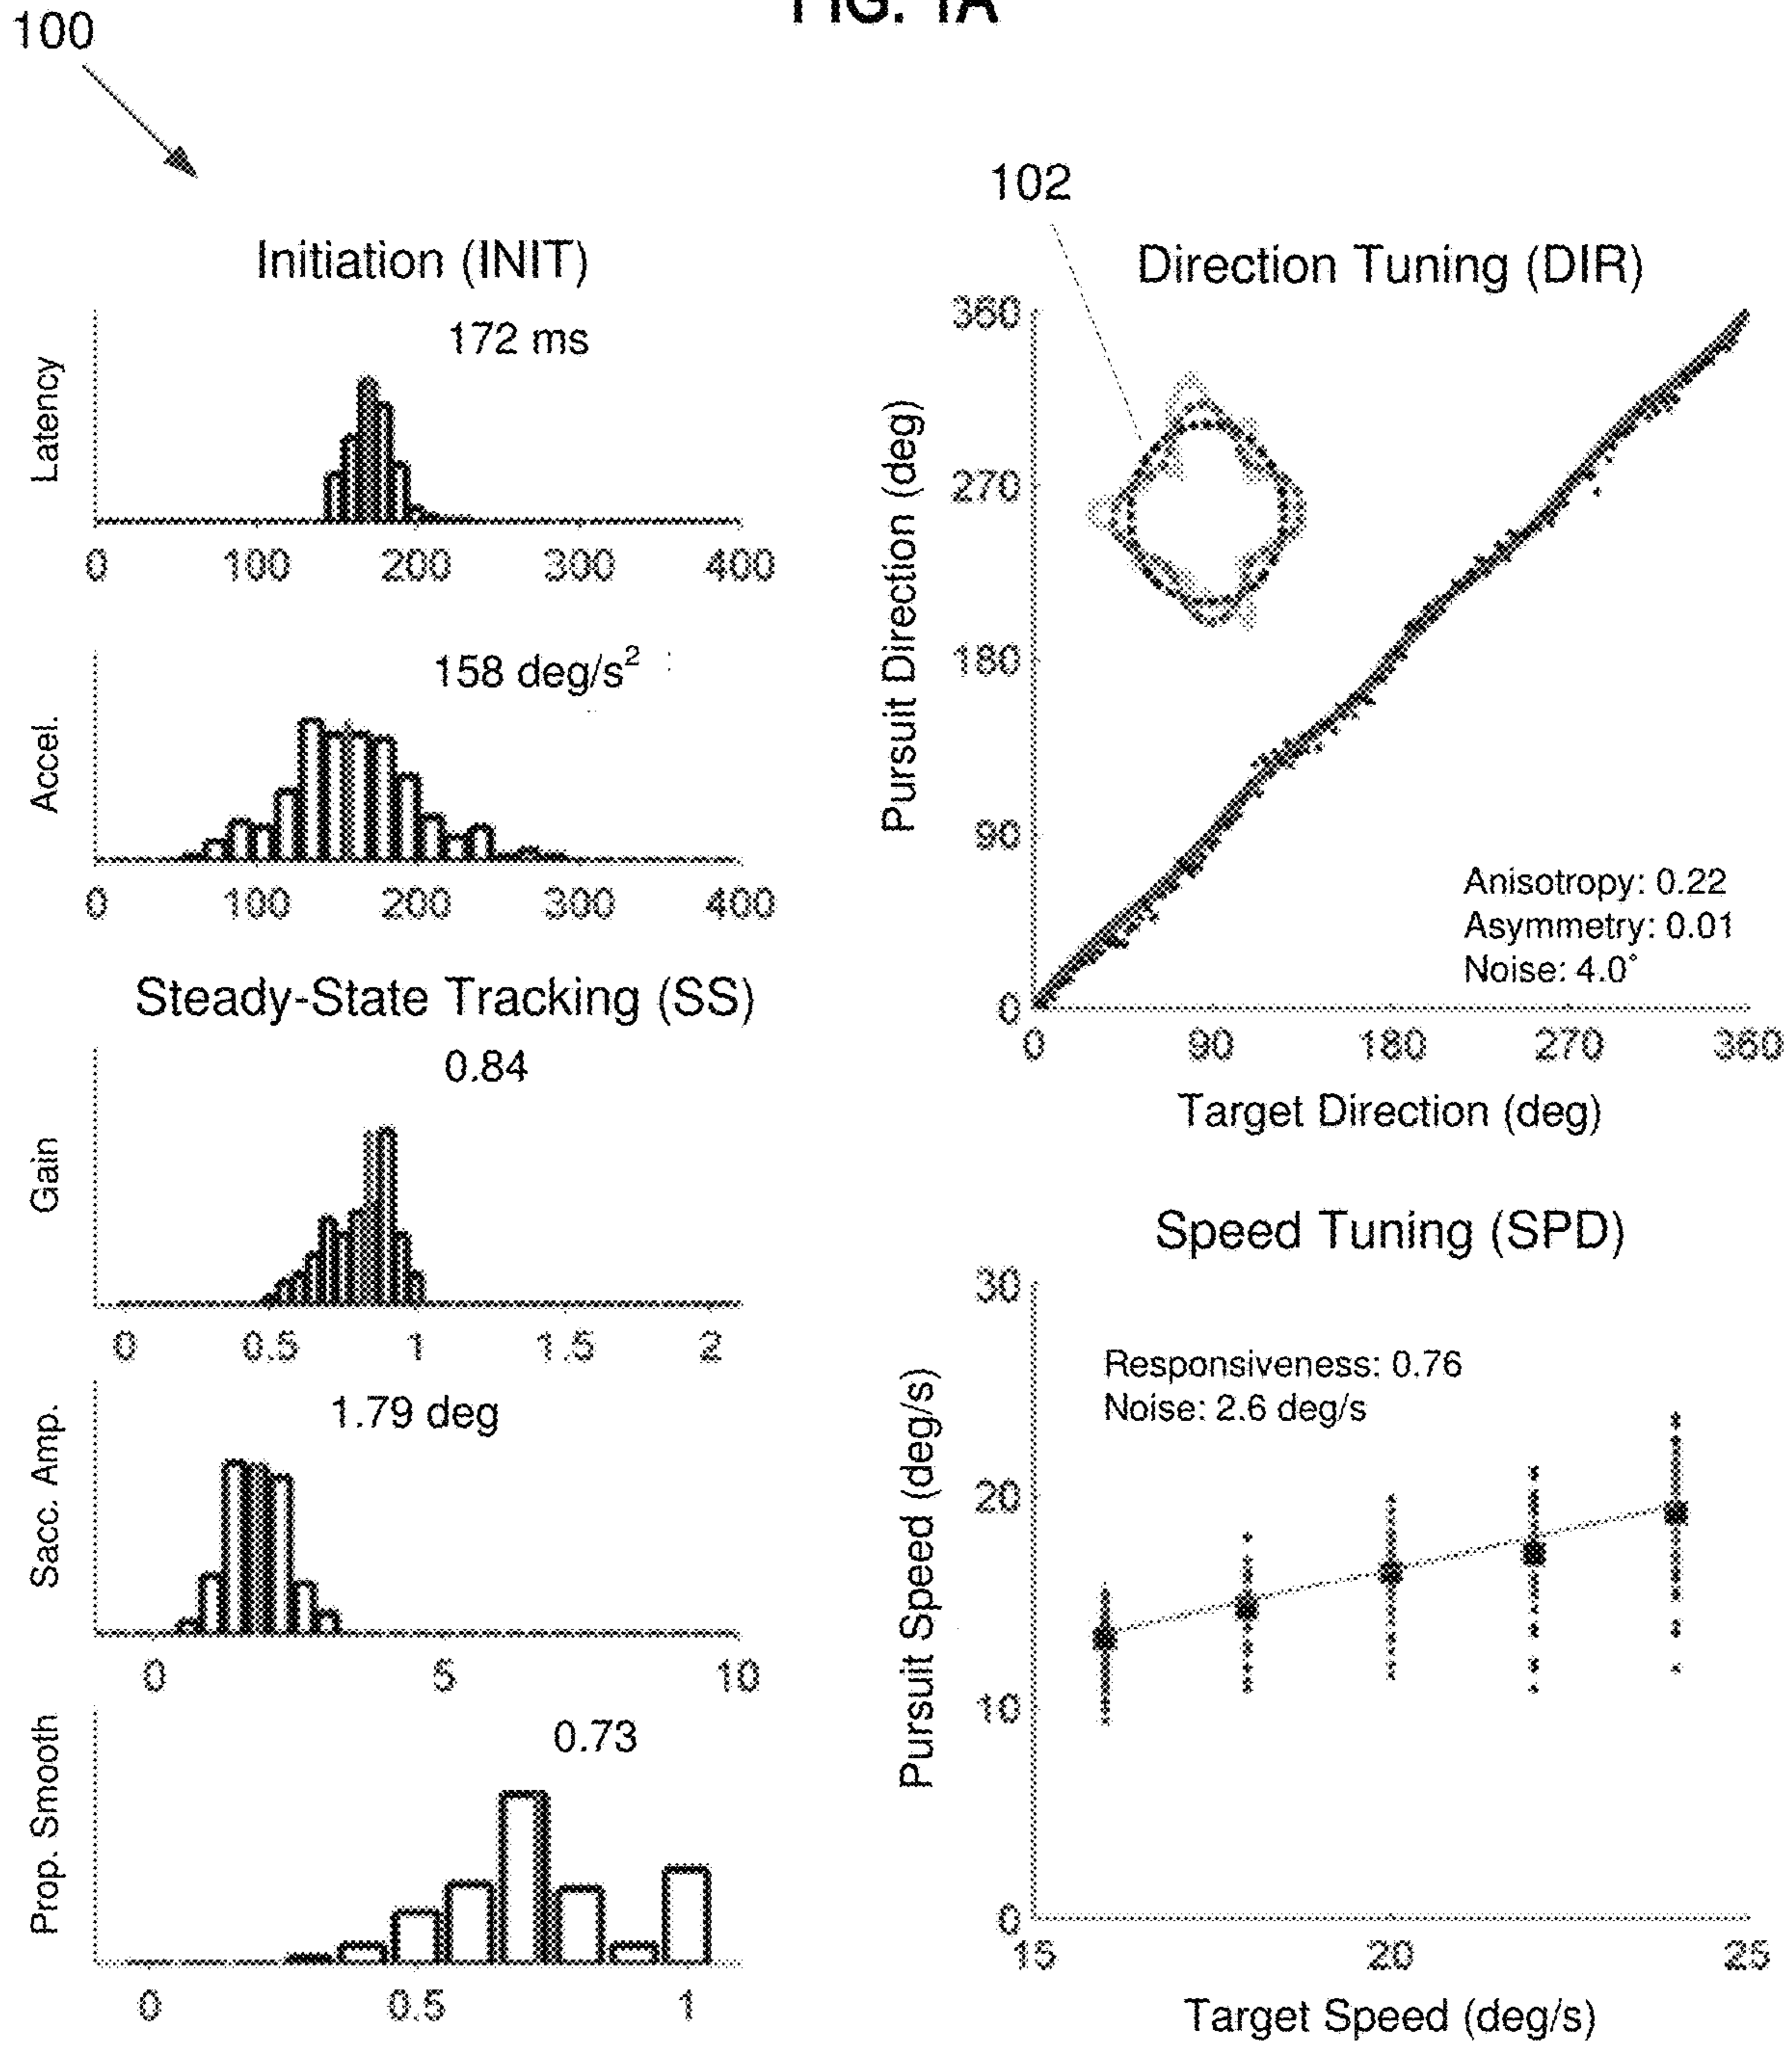 FIG. 1A
100
102
Initiation (INIT)
172 ms
Latency
0 100 200 300 400
158 deg/s²
Accel.
0 100 200 300 400
Steady-State Tracking (SS)
0.84
Gain
0 0.5 1 1.5 2
1.79 deg
Sacc. Amp.
0 5 10
0.73
Prop. Smooth
0 0.5 1
Direction Tuning (DIR)
360
270
180
90
0
Pursuit Direction (deg)
Anisotropy: 0.22
Asymmetry: 0.01
Noise: 4.0°
0 90 180 270 360
Target Direction (deg)
Speed Tuning (SPD)
30
20
10
0
Pursuit Speed (deg/s)
Responsiveness: 0.76
Noise: 2.6 deg/s
15 20 25
Target Speed (deg/s)